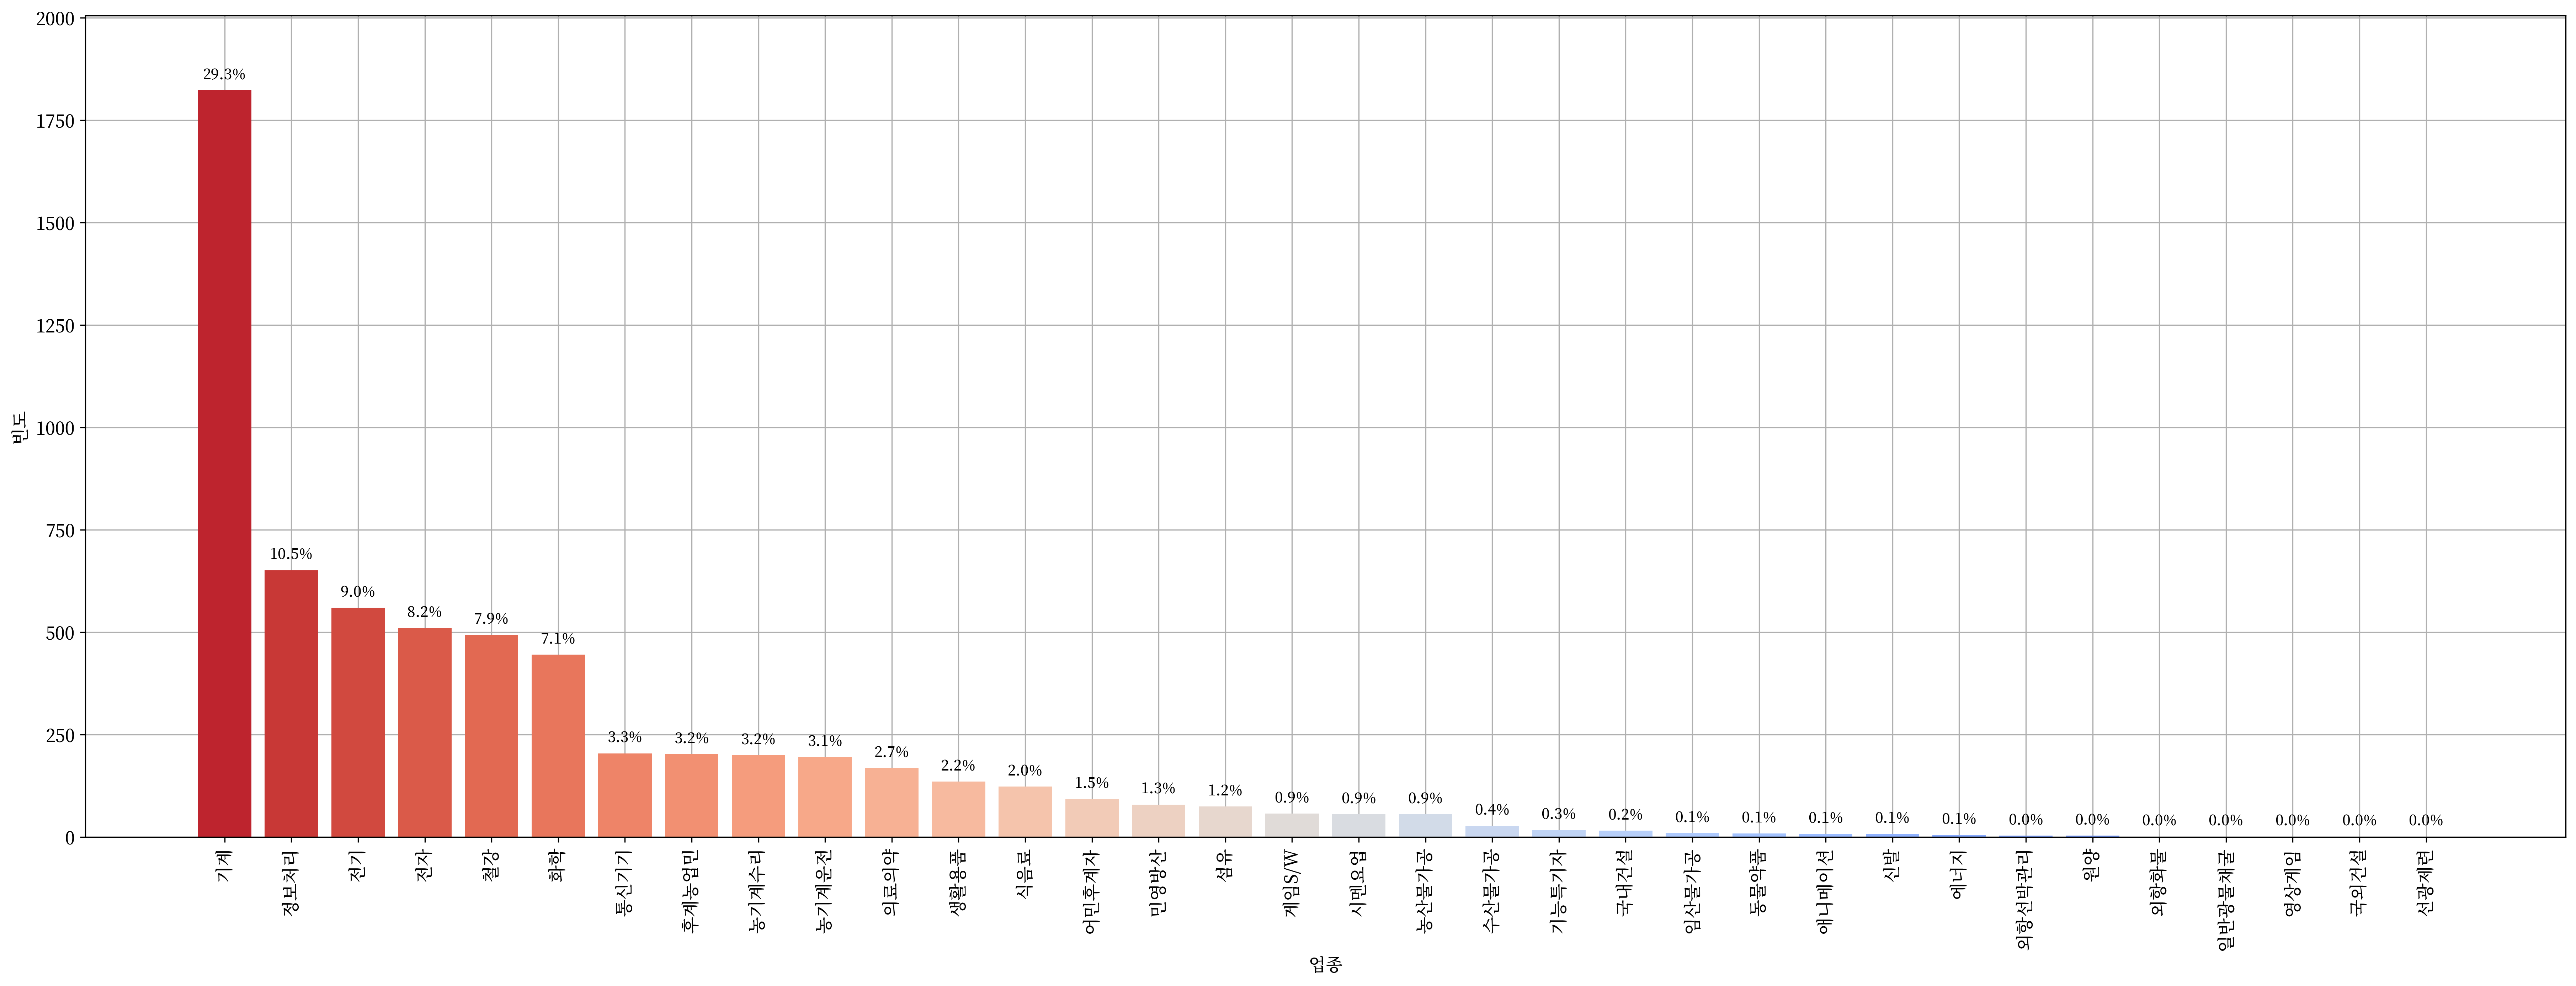 빈도
2000
1750
1500
1250
1000
750
500
250
0
29.3%
10.5%
9.0%
8.2%
7.9%
7.1%
3.3%
3.2%
3.2%
3.1%
2.7%
2.2%
2.0%
1.5%
1.3%
1.2%
0.9%
0.9%
0.9%
0.4%
0.3%
0.2%
0.1%
0.1%
0.1%
0.1%
0.1%
0.0%
0.0%
0.0%
0.0%
0.0%
0.0%
0.0%
기계
정보처리
전기
전자
철강
화학
통신기기
후계농업민
농기계수리
농기계운전
의료의약
생활용품
식음료
어민후계자
민영방산
섬유
게임S/W
시멘요업
농산물가공
수산물가공
기능특기자
국내건설
임산물가공
동물약품
애니메이션
신발
에너지
외항선박관리
원양
외항화물
일반광물채굴
영상게임
국외건설
선광제련
업종